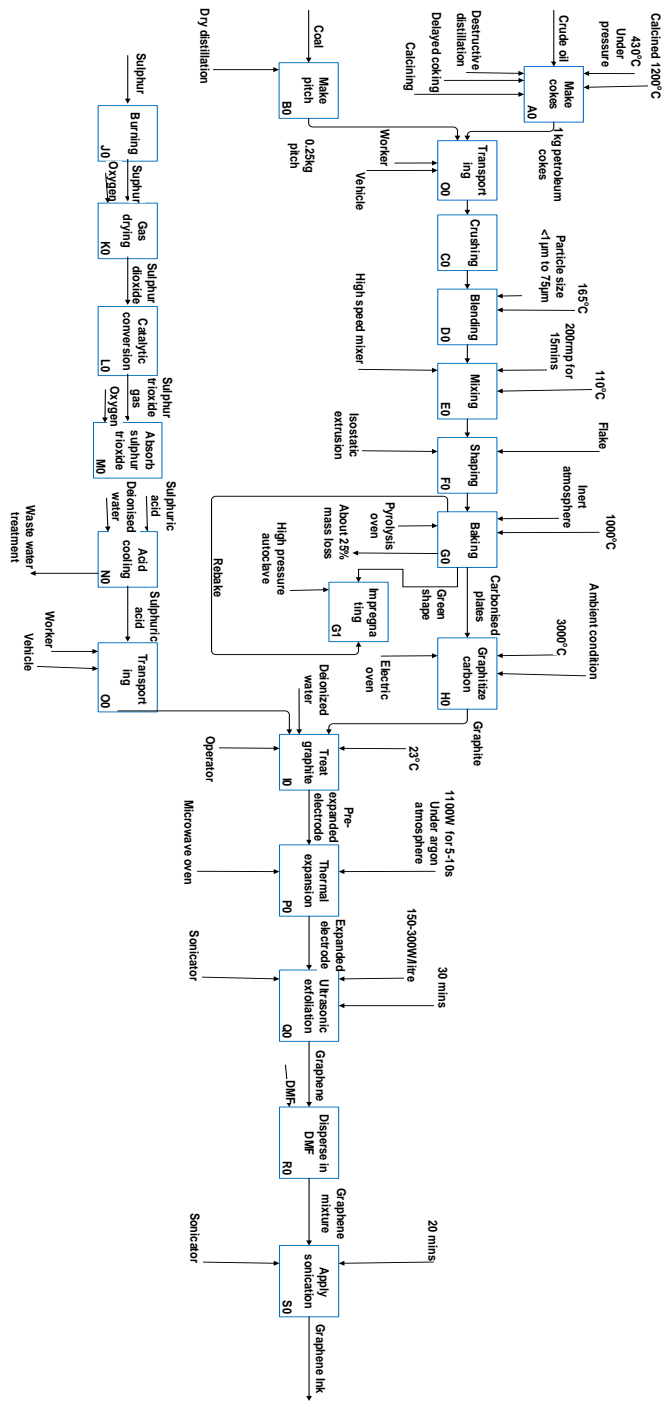 Calcined 1200°C
430°C
Under
pressure
Crude oil
Destructive
distillation
Delayed coking
Calcining
Make
cokes
A0
1kg petroleum
cokes
Coal
Dry distillation
Make
pitch
B0
0.25kg
pitch
Worker
Vehicle
Transport
ing
O0
Crushing
C0
Particle size
<1µm to 75µm
165°C
Blending
D0
High speed mixer
200rmp for
15mins
110°C
Mixing
E0
Flake
Isostatic
extrusion
Shaping
F0
Inert
atmosphere
1000°C
Baking
G0
Pyrolysis
oven
About 25%
mass loss
High pressure
autoclave
Rebake
Green
shape
Impregna
ting
G1
Carbonised
plates
Ambient condition
3000°C
Electric
oven
Graphitize
carbon
H0
Graphite
Sulphur
Burning
J0
Suphur
Oxygen
Gas
drying
K0
Sulphur
dioxide
Catalytic
conversion
L0
Sulphur
trioxide
gas
Oxygen
Absorb
sulphur
trioxide
M0
Sulphuric
acid
Deionised
water
Acid
cooling
N0
Waste water
treatment
Sulphuric
acid
Worker
Vehicle
Transport
ing
O0
Deionized
water
23°C
Operator
Treat
graphite
I0
Pre-
expanded
electrode
1100W for 5-10s
Under argon
atmosphere
Microwave oven
Thermal
expansion
P0
Expanded
electrode
150-300W/litre
30 mins
Sonicator
Ultrasonic
exfoliation
Q0
Graphene
DMF
Disperse in
DMF
R0
Graphene
mixture
20 mins
Sonicator
Apply
sonication
S0
Graphene Ink